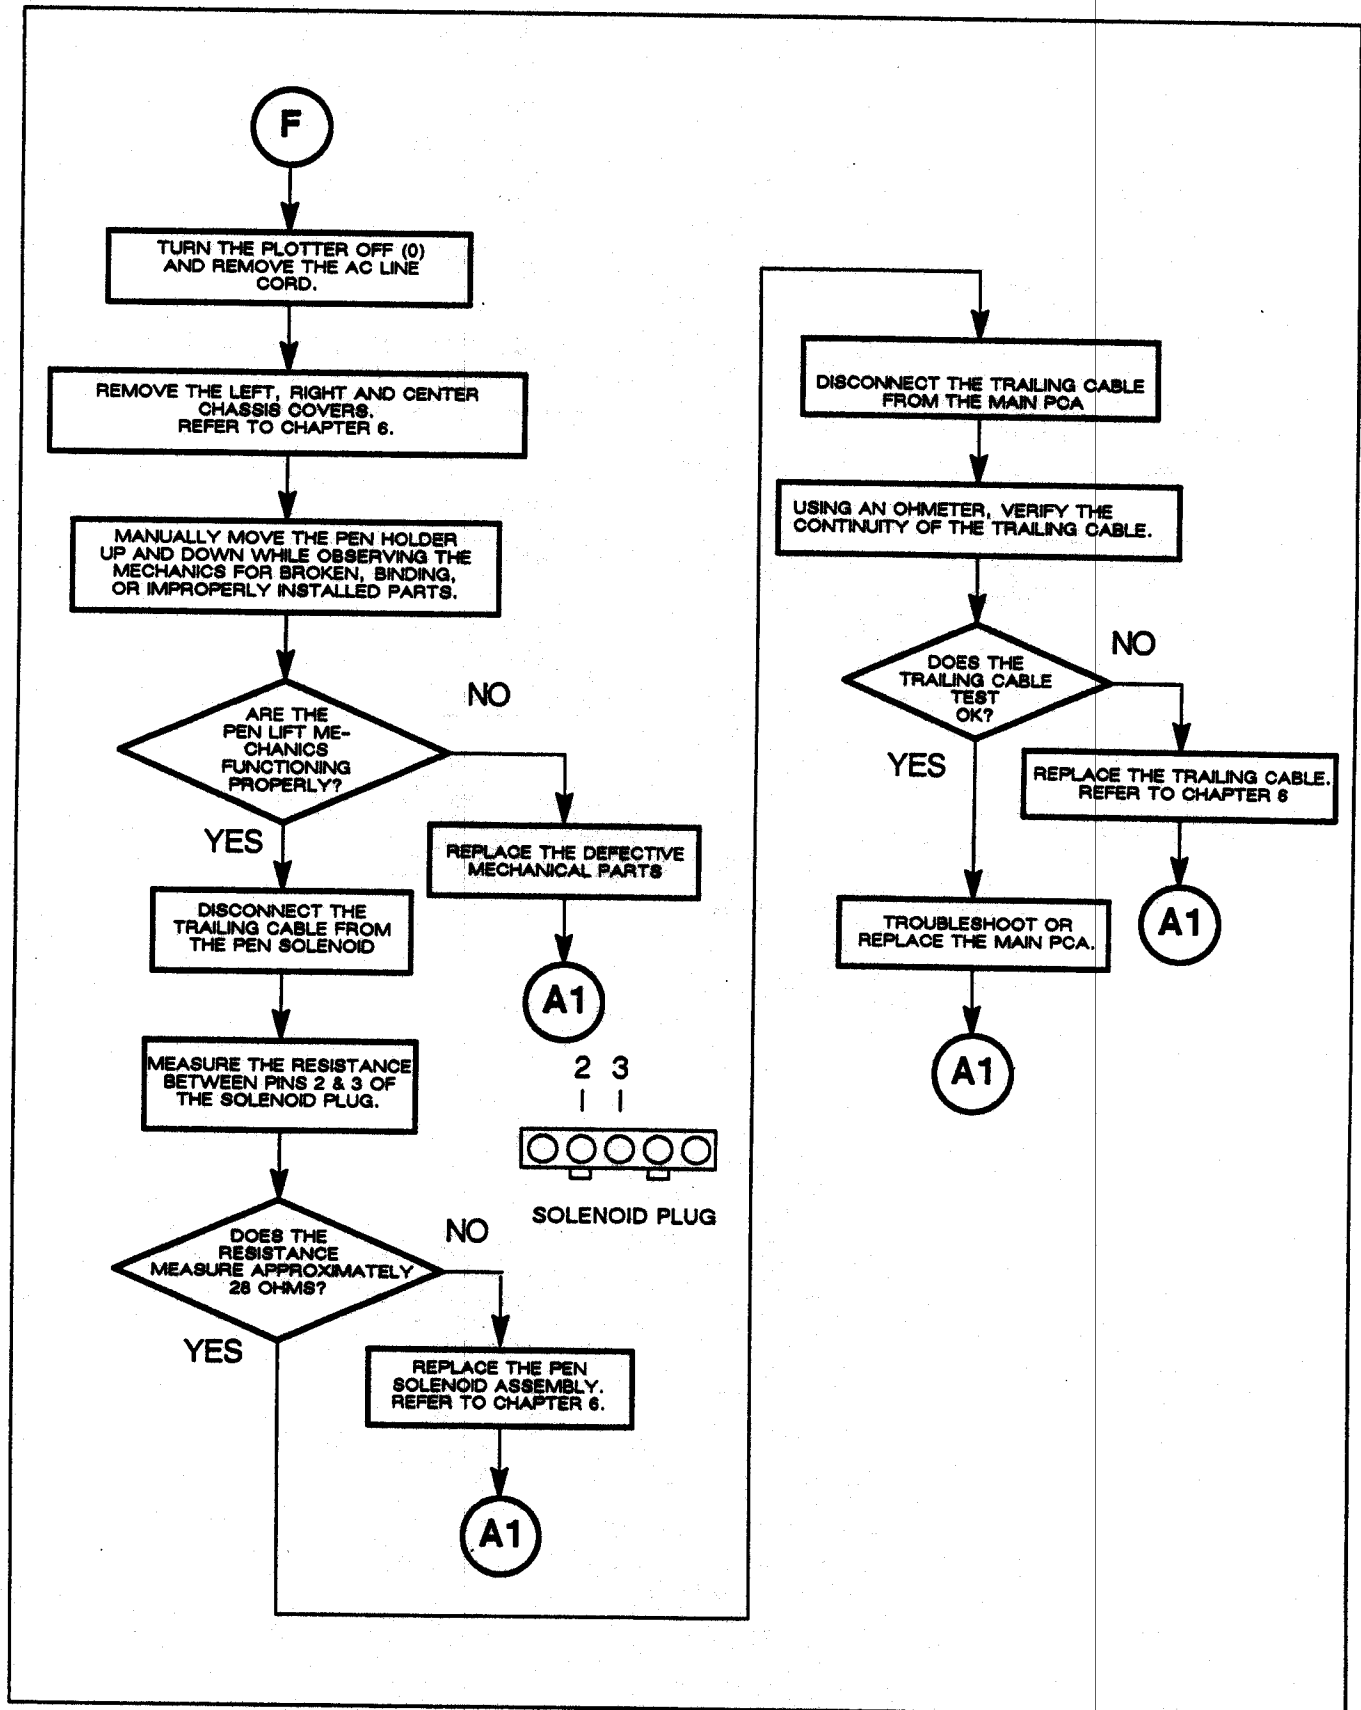 F
TURN THE PLOTTER OFF (0)
AND REMOVE THE AC LINE
CORD.
REMOVE THE LEFT, RIGHT AND CENTER
CHASSIS COVERS.
REFER TO CHAPTER 6.
MANUALLY MOVE THE PEN HOLDER
UP AND DOWN WHILE OBSERVING THE
MECHANICS FOR BROKEN, BINDING,
OR IMPROPERLY INSTALLED PARTS.
ARE THE
PEN LIFT ME-
CHANICS
FUNCTIONING
PROPERLY?
NO
YES
REPLACE THE DEFECTIVE
MECHANICAL PARTS
A1
DISCONNECT THE
TRAILING CABLE FROM
THE PEN SOLENOID
MEASURE THE RESISTANCE
BETWEEN PINS 2 & 3 OF
THE SOLENOID PLUG.
2 3
SOLENOID PLUG
DOES THE
RESISTANCE
MEASURE APPROXIMATELY
28 OHMS?
NO
YES
REPLACE THE PEN
SOLENOID ASSEMBLY.
REFER TO CHAPTER 6.
A1
DISCONNECT THE TRAILING CABLE
FROM THE MAIN PCA
USING AN OHMETER, VERIFY THE
CONTINUITY OF THE TRAILING CABLE.
DOES THE
TRAILING CABLE
TEST
OK?
NO
YES
REPLACE THE TRAILING CABLE.
REFER TO CHAPTER 6
A1
TROUBLESHOOT OR
REPLACE THE MAIN PCA.
A1